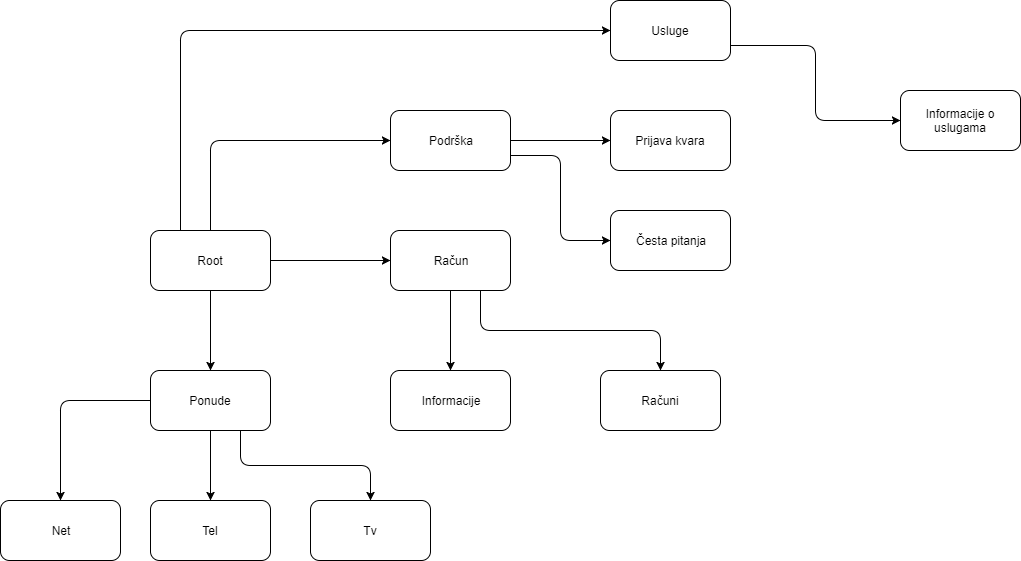 Usluge
Informacije o
uslugama
Podrška
Prijava kvara
Česta pitanja
Root
Račun
Ponude
Informacije
Računi
Net
Tel
Tv